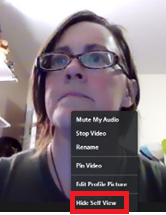 Mute My Audio
Stop Video
Rename
Pin Video
Edit Profile Picture
Hide Self View